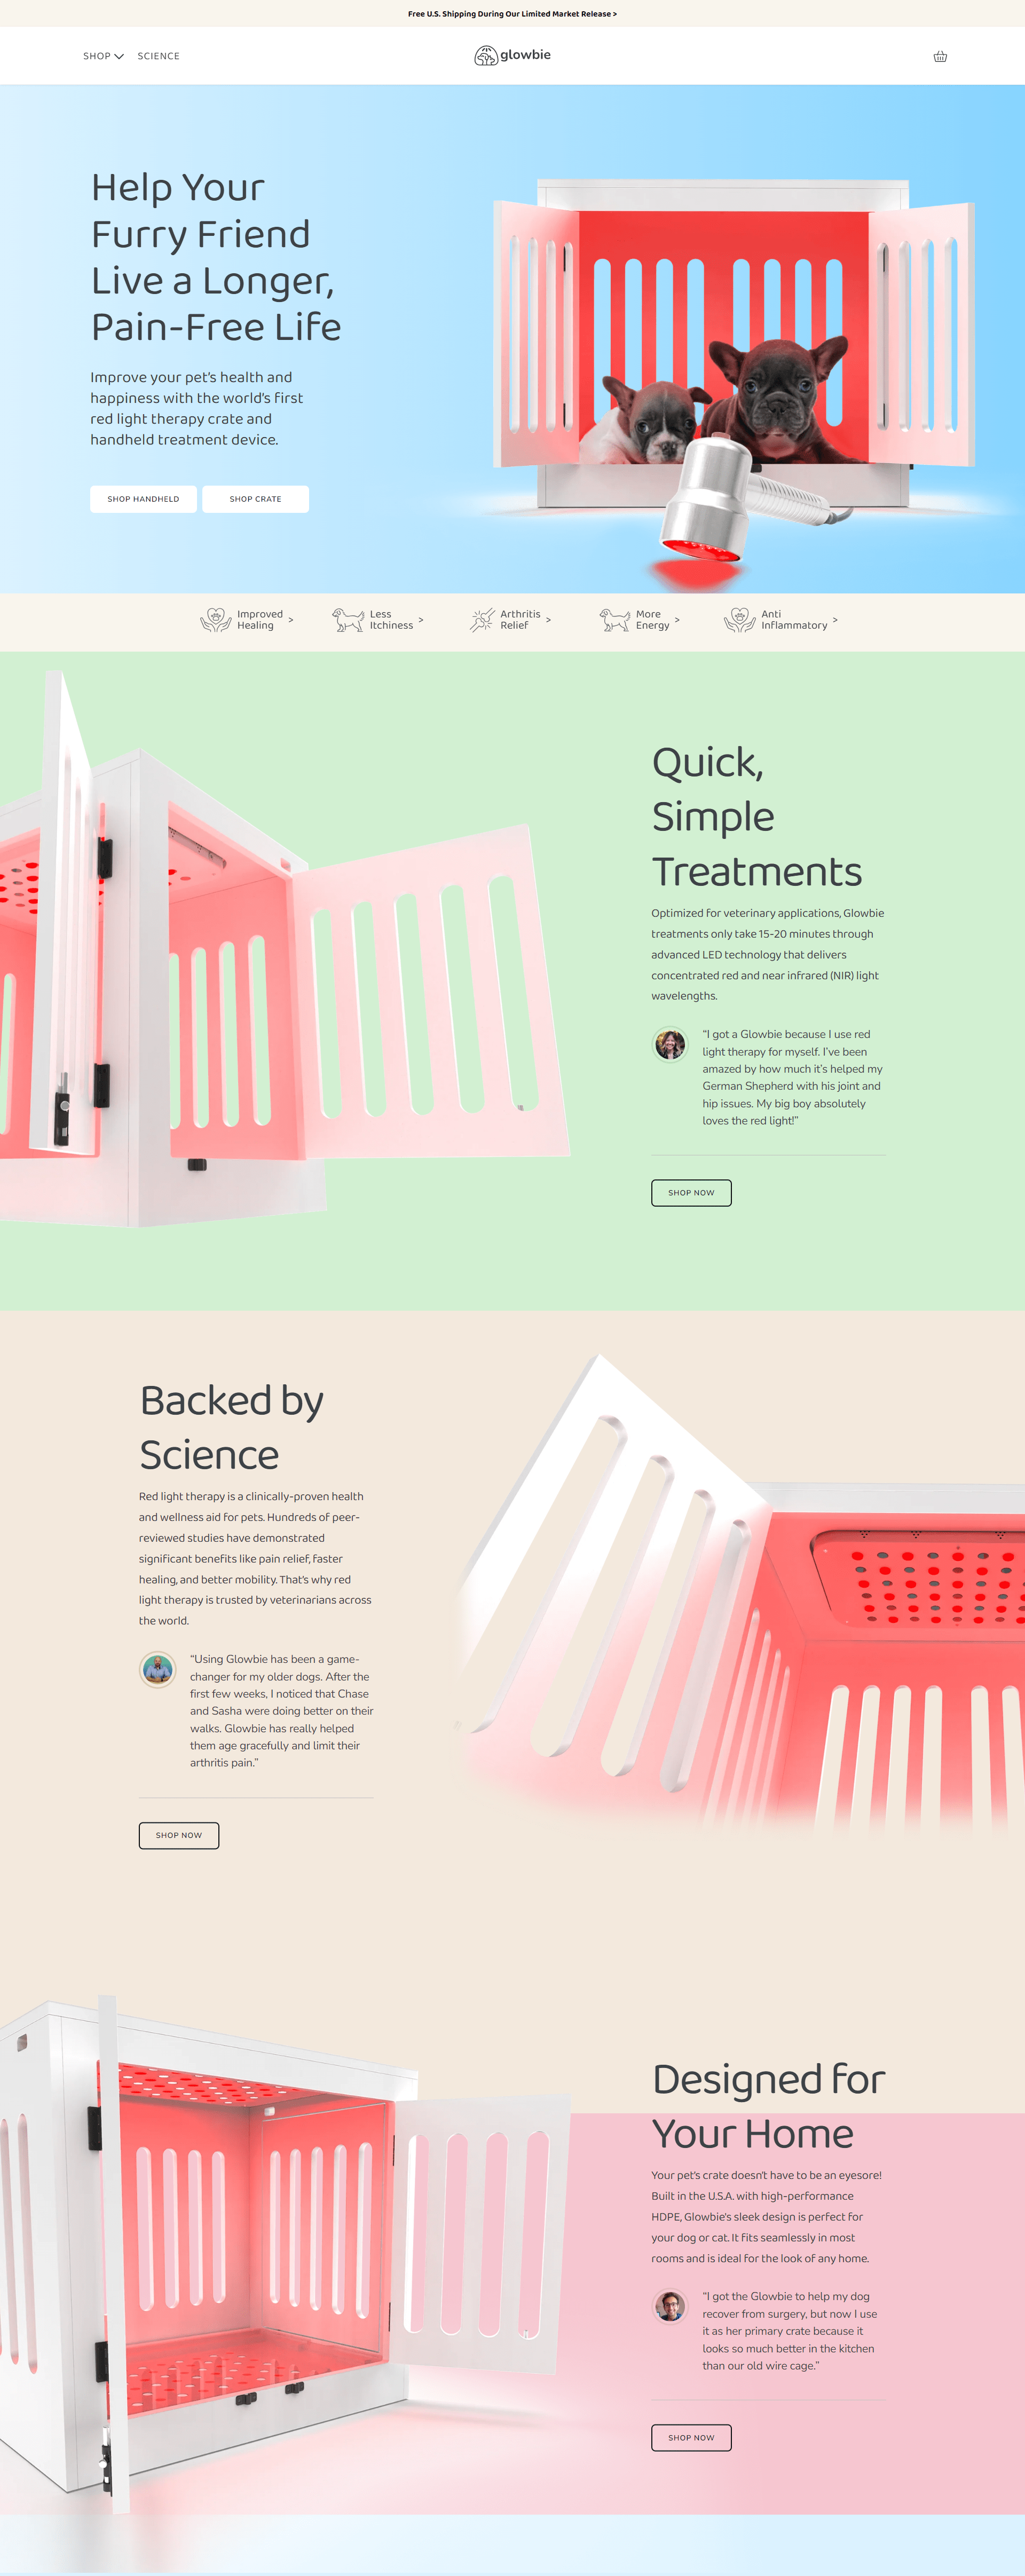 Free U.S. Shipping During Our Limited Market Release >
SHOP
SCIENCE
glowbie
Help Your
Furry Friend
Live a Longer,
Pain-Free Life
Improve your pet's health and
happiness with the world's first
red light therapy crate and
handheld treatment device.
SHOP HANDHELD
SHOP CRATE
Improved
Healing >
Less
Itchiness >
Arthritis
Relief >
More
Energy >
Anti
Inflammatory >
Quick,
Simple
Treatments
Optimized for veterinary applications, Glowbie
treatments only take 15-20 minutes through
advanced LED technology that delivers
concentrated red and near infrared (NIR) light
wavelengths.
“I got a Glowbie because I use red
light therapy for myself. I’ve been
amazed by how much it’s helped my
German Shepherd with his joint and
hip issues. My big boy absolutely
loves the red light!”
SHOP NOW
Backed by
Science
Red light therapy is a clinically-proven health
and wellness aid for pets. Hundreds of peer-
reviewed studies have demonstrated
significant benefits like pain relief, faster
healing, and better mobility. That's why red
light therapy is trusted by veterinarians across
the world.
“Using Glowbie has been a game-
changer for my older dogs. After the
first few weeks, I noticed that Chase
and Sasha were doing better on their
walks. Glowbie has really helped
them age gracefully and limit their
arthritis pain.”
SHOP NOW
Designed for
Your Home
Your pet's crate doesn't have to be an eyesore!
Built in the U.S.A. with high-performance
HDPE, Glowbie's sleek design is perfect for
your dog or cat. It fits seamlessly in most
rooms and is ideal for the look of any home.
“I got the Glowbie to help my dog
recover from surgery, but now I use
it as her primary crate because it
looks so much better in the kitchen
than our old wire cage.”
SHOP NOW